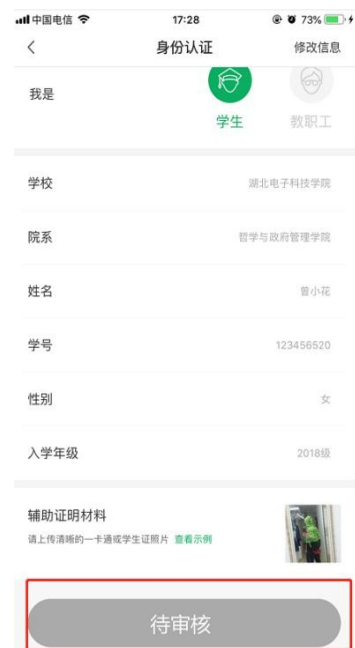 中国电信 17:28 73%
身份认证 修改信息
我是
学生 教职工
学校 湖北电子科技学院
院系 哲学与政府管理学院
姓名 曾小花
学号 123456520
性别 女
入学年级 2018级
辅助证明材料
请上传清晰的一卡通或学生证照片 查看示例
待审核